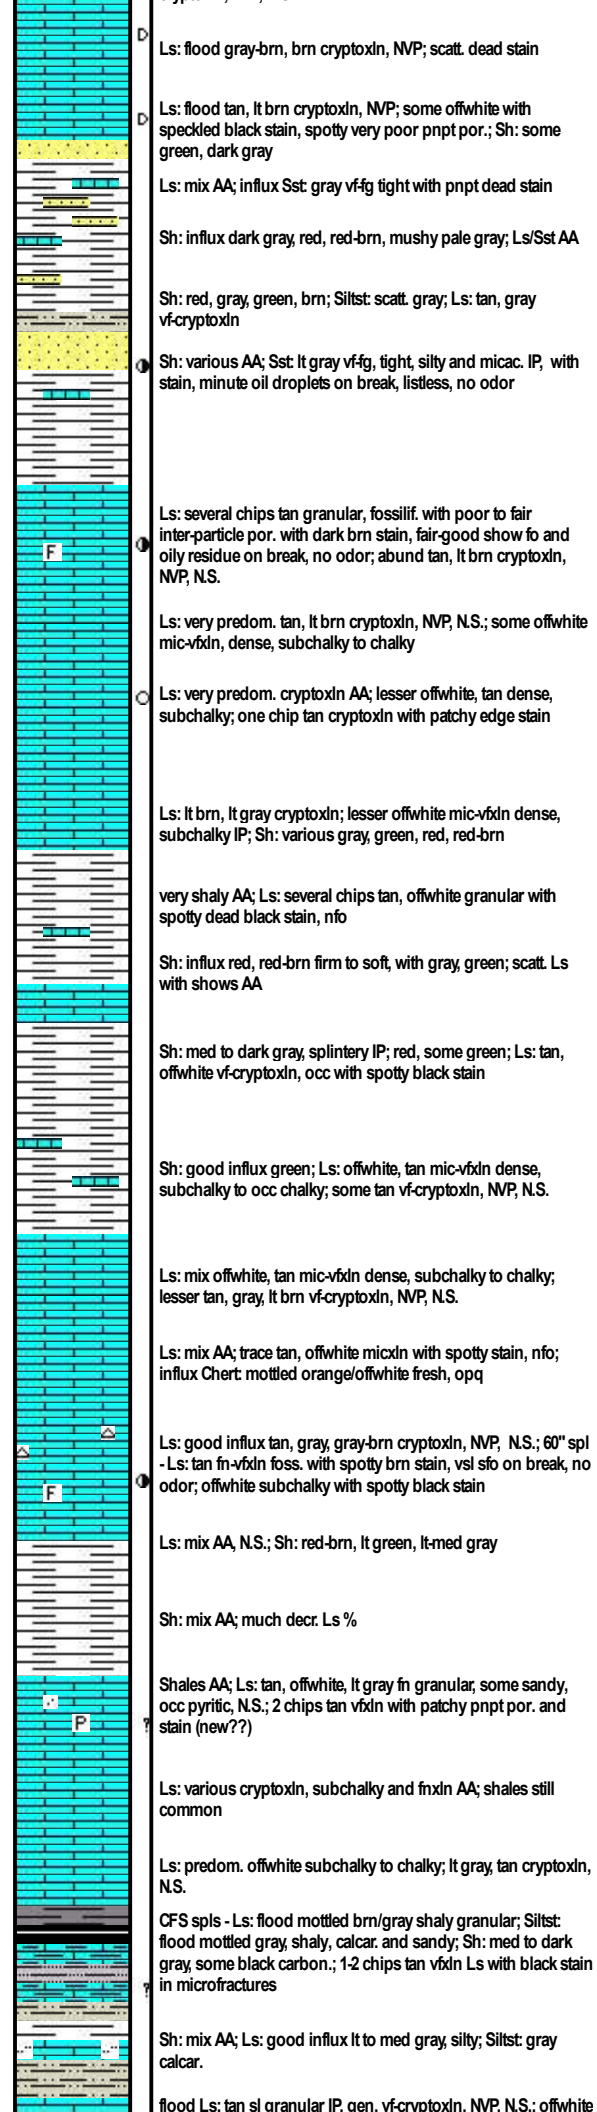 D
Ls: flood gray-brn, brn cryptoxln, NVP; scatt. dead stain
D
Ls: flood tan, lt brn cryptoxln, NVP; some offwhite with
speckled black stain, spotty very poor pnpt por.; Sh: some
green, dark gray
Ls: mix AA; influx Sst: gray vf-fg tight with pnpt dead stain
Sh: influx dark gray, red, red-brn, mushy pale gray; Ls/Sst AA
Sh: red, gray, green, brn; Siltst: scatt. gray; Ls: tan, gray
vf-cryptoxln
Sh: various AA; Sst: lt gray vf-fg, tight, silty and micac. IP, with
stain, minute oil droplets on break, listless, no odor
Ls: several chips tan granular, fossilif. with poor to fair
inter-particle por. with dark brn stain, fair-good show fo and
F
oily residue on break, no odor; abund tan, lt brn cryptoxln,
NVP, N.S.
Ls: very predom. tan, lt brn cryptoxln, NVP, N.S.; some offwhite
mic-vfxln, dense, subchalky to chalky
Ls: very predom. cryptoxln AA; lesser offwhite, tan dense,
subchalky; one chip tan cryptoxln with patchy edge stain
Ls: lt brn, lt gray cryptoxln; lesser offwhite mic-vfxln dense,
subchalky IP; Sh: various gray, green, red, red-brn
very shaly AA; Ls: several chips tan, offwhite granular with
spotty dead black stain, nfo
Sh: influx red, red-brn firm to soft, with gray, green; scatt. Ls
with shows AA
Sh: med to dark gray, splintery IP; red, some green; Ls: tan,
offwhite vf-cryptoxln, occ with spotty black stain
Sh: good influx green; Ls: offwhite, tan mic-vfxln dense,
subchalky to occ chalky; some tan vf-cryptoxln, NVP, N.S.
Ls: mix offwhite, tan mic-vfxln dense, subchalky to chalky;
lesser tan, gray, lt brn vf-cryptoxln, NVP, N.S.
Ls: mix AA; trace tan, offwhite micxln with spotty stain, nfo;
influx Chert: mottled orange/offwhite fresh, opq
Ls: good influx tan, gray, gray-brn cryptoxln, NVP, N.S.; 60" spl
- Ls: tan fn-vfxln foss. with spotty brn stain, vsl sfo on break, no
F
odor; offwhite subchalky with spotty black stain
Ls: mix AA, N.S.; Sh: red-brn, lt green, lt-med gray
Sh: mix AA; much decr. Ls %
Shales AA; Ls: tan, offwhite, lt gray fn granular, some sandy,
occ pyritic, N.S.; 2 chips tan vfxln with patchy pnpt por. and
P
?
stain (new??)
Ls: various cryptoxln, subchalky and fnxln AA; shales still
common
Ls: predom. offwhite subchalky to chalky; lt gray, tan cryptoxln,
N.S.
CFS spls - Ls: flood mottled brn/gray shaly granular; Siltst:
flood mottled gray, shaly, calcar. and sandy; Sh: med to dark
gray, some black carbon.; 1-2 chips tan vfxln Ls with black stain
?
in microfractures
Sh: mix AA; Ls: good influx lt to med gray, silty; Siltst: gray
calcar.
flood Ls: tan sl granular IP, gen. vf-cryptoxln, NVP, N.S.; offwhite